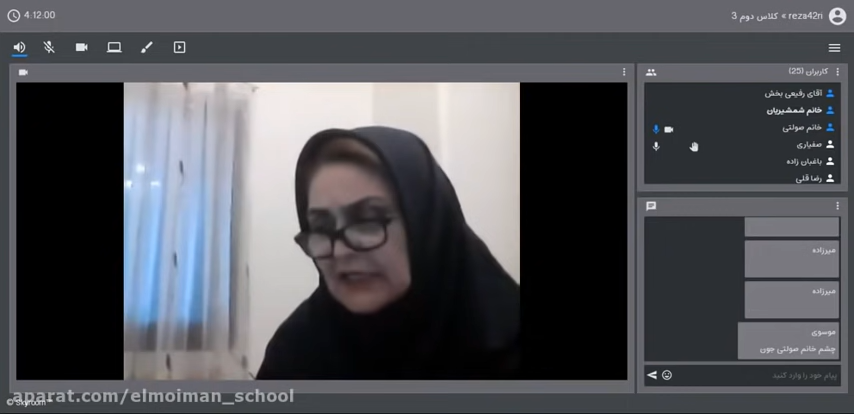 4:12:00
reza42ri » کلاس دوم 3
کاربران (25)
آقای رفیعی بخش
خانم شمشیریان
خانم صولتی
صفیاری
باغبان زاده
رضا قلی
میرزاده
میرزاده
موسوی
چشم خانم صولتی جون
پیام خود را وارد کنید
aparat.com/elmoiman_school
© Skyroom